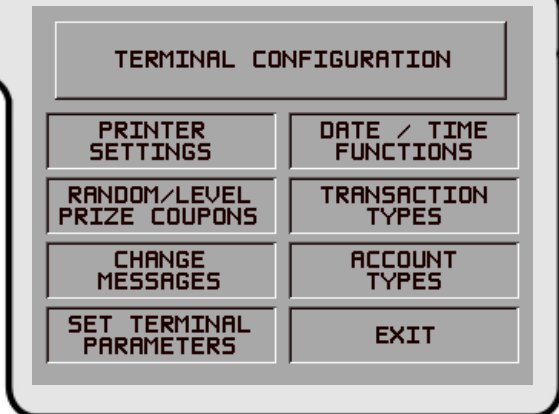 TERMINAL CONFIGURATION
PRINTER
SETTINGS
DATE / TIME
FUNCTIONS
RANDOM/LEVEL
PRIZE COUPONS
TRANSACTION
TYPES
CHANGE
MESSAGES
ACCOUNT
TYPES
SET TERMINAL
PARAMETERS
EXIT